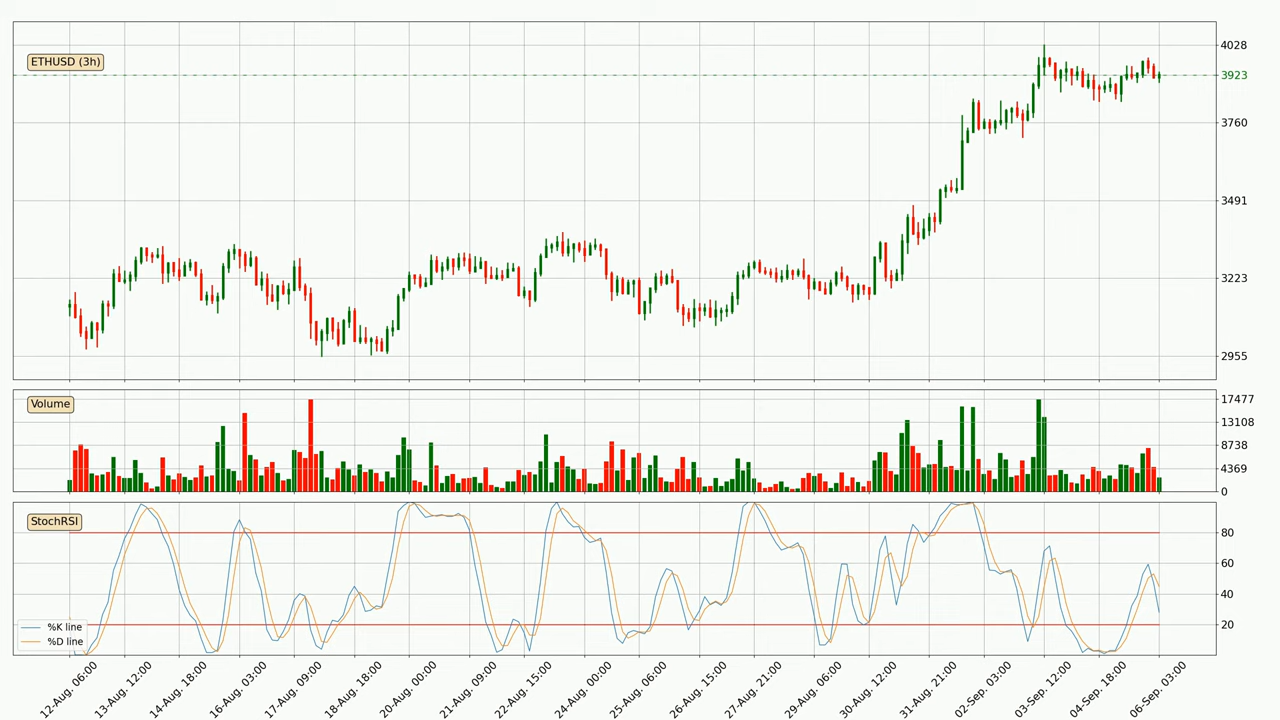 ETHUSD (3h)
4028
3923
3760
3491
3223
2955
Volume
17477
13108
8738
4369
0
StochRSI
80
60
40
20
%K line
%D line
12-Aug. 06:00
13-Aug. 12:00
14-Aug. 18:00
16-Aug. 03:00
17-Aug. 09:00
18-Aug. 18:00
20-Aug. 00:00
21-Aug. 09:00
22-Aug. 15:00
24-Aug. 00:00
25-Aug. 06:00
26-Aug. 15:00
27-Aug. 21:00
29-Aug. 06:00
30-Aug. 12:00
31-Aug. 21:00
02-Sep. 03:00
03-Sep. 12:00
04-Sep. 18:00
06-Sep. 03:00